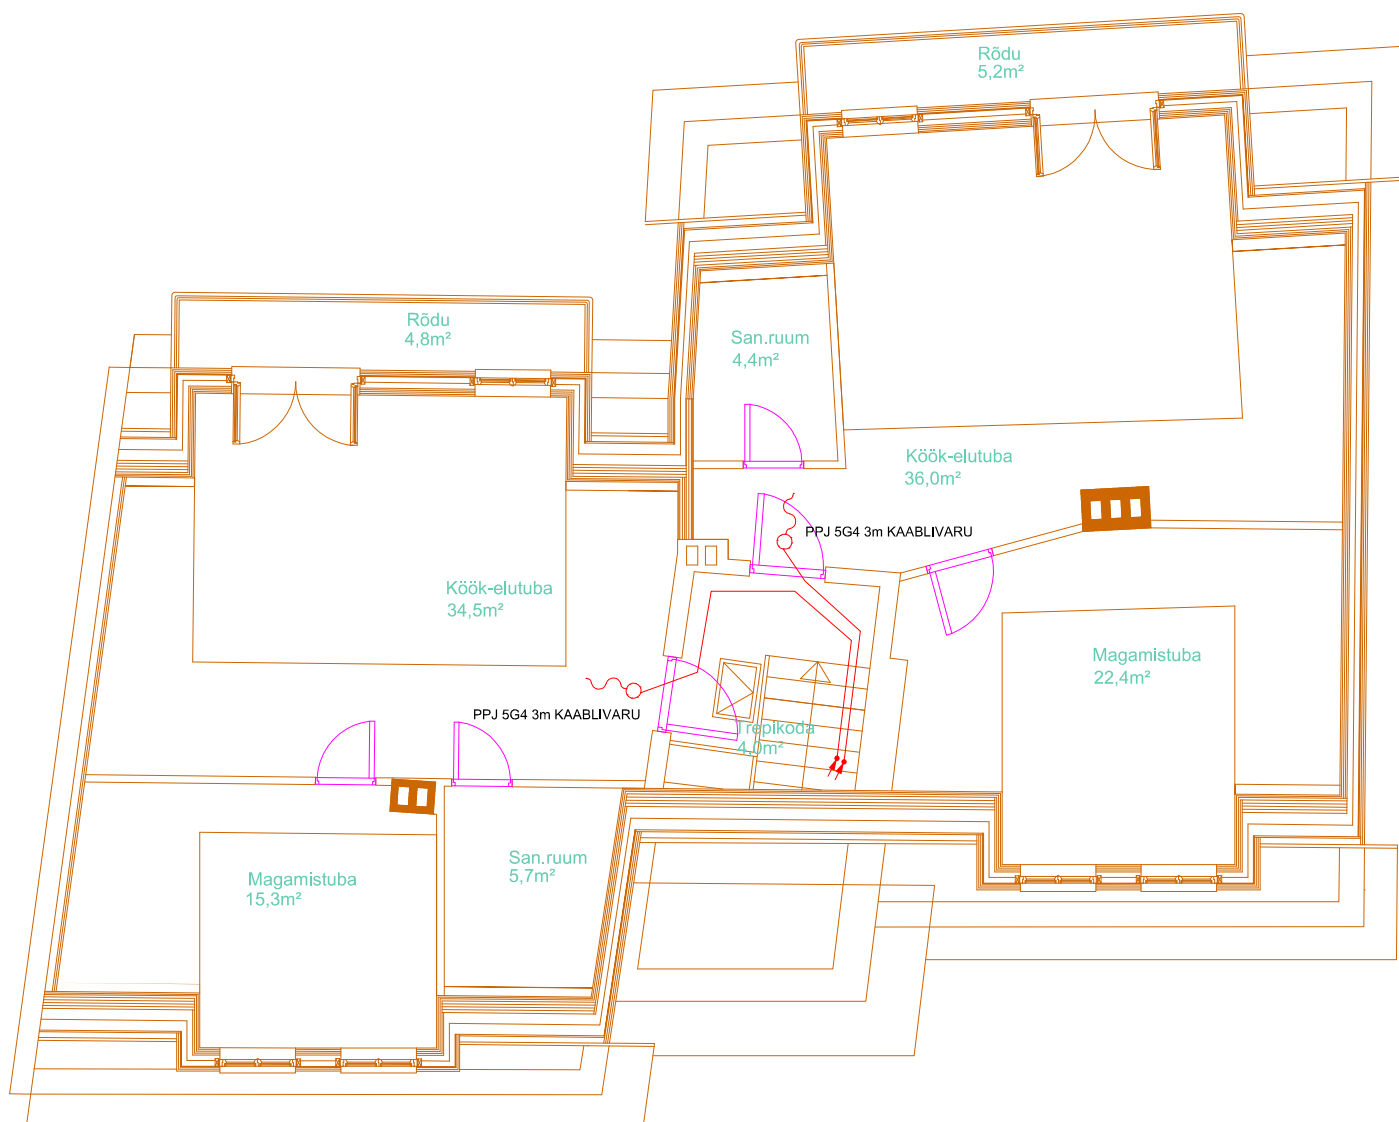 Rõdu
5,2m²
Rõdu
4,8m²
San.ruum
4,4m²
Köök-elutuba
36,0m²
PPJ 5G4 3m KAABLIVARU
Köök-elutuba
34,5m²
Magamistuba
22,4m²
PPJ 5G4 3m KAABLIVARU
Trepikoda
4,0m²
San.ruum
5,7m²
Magamistuba
15,3m²